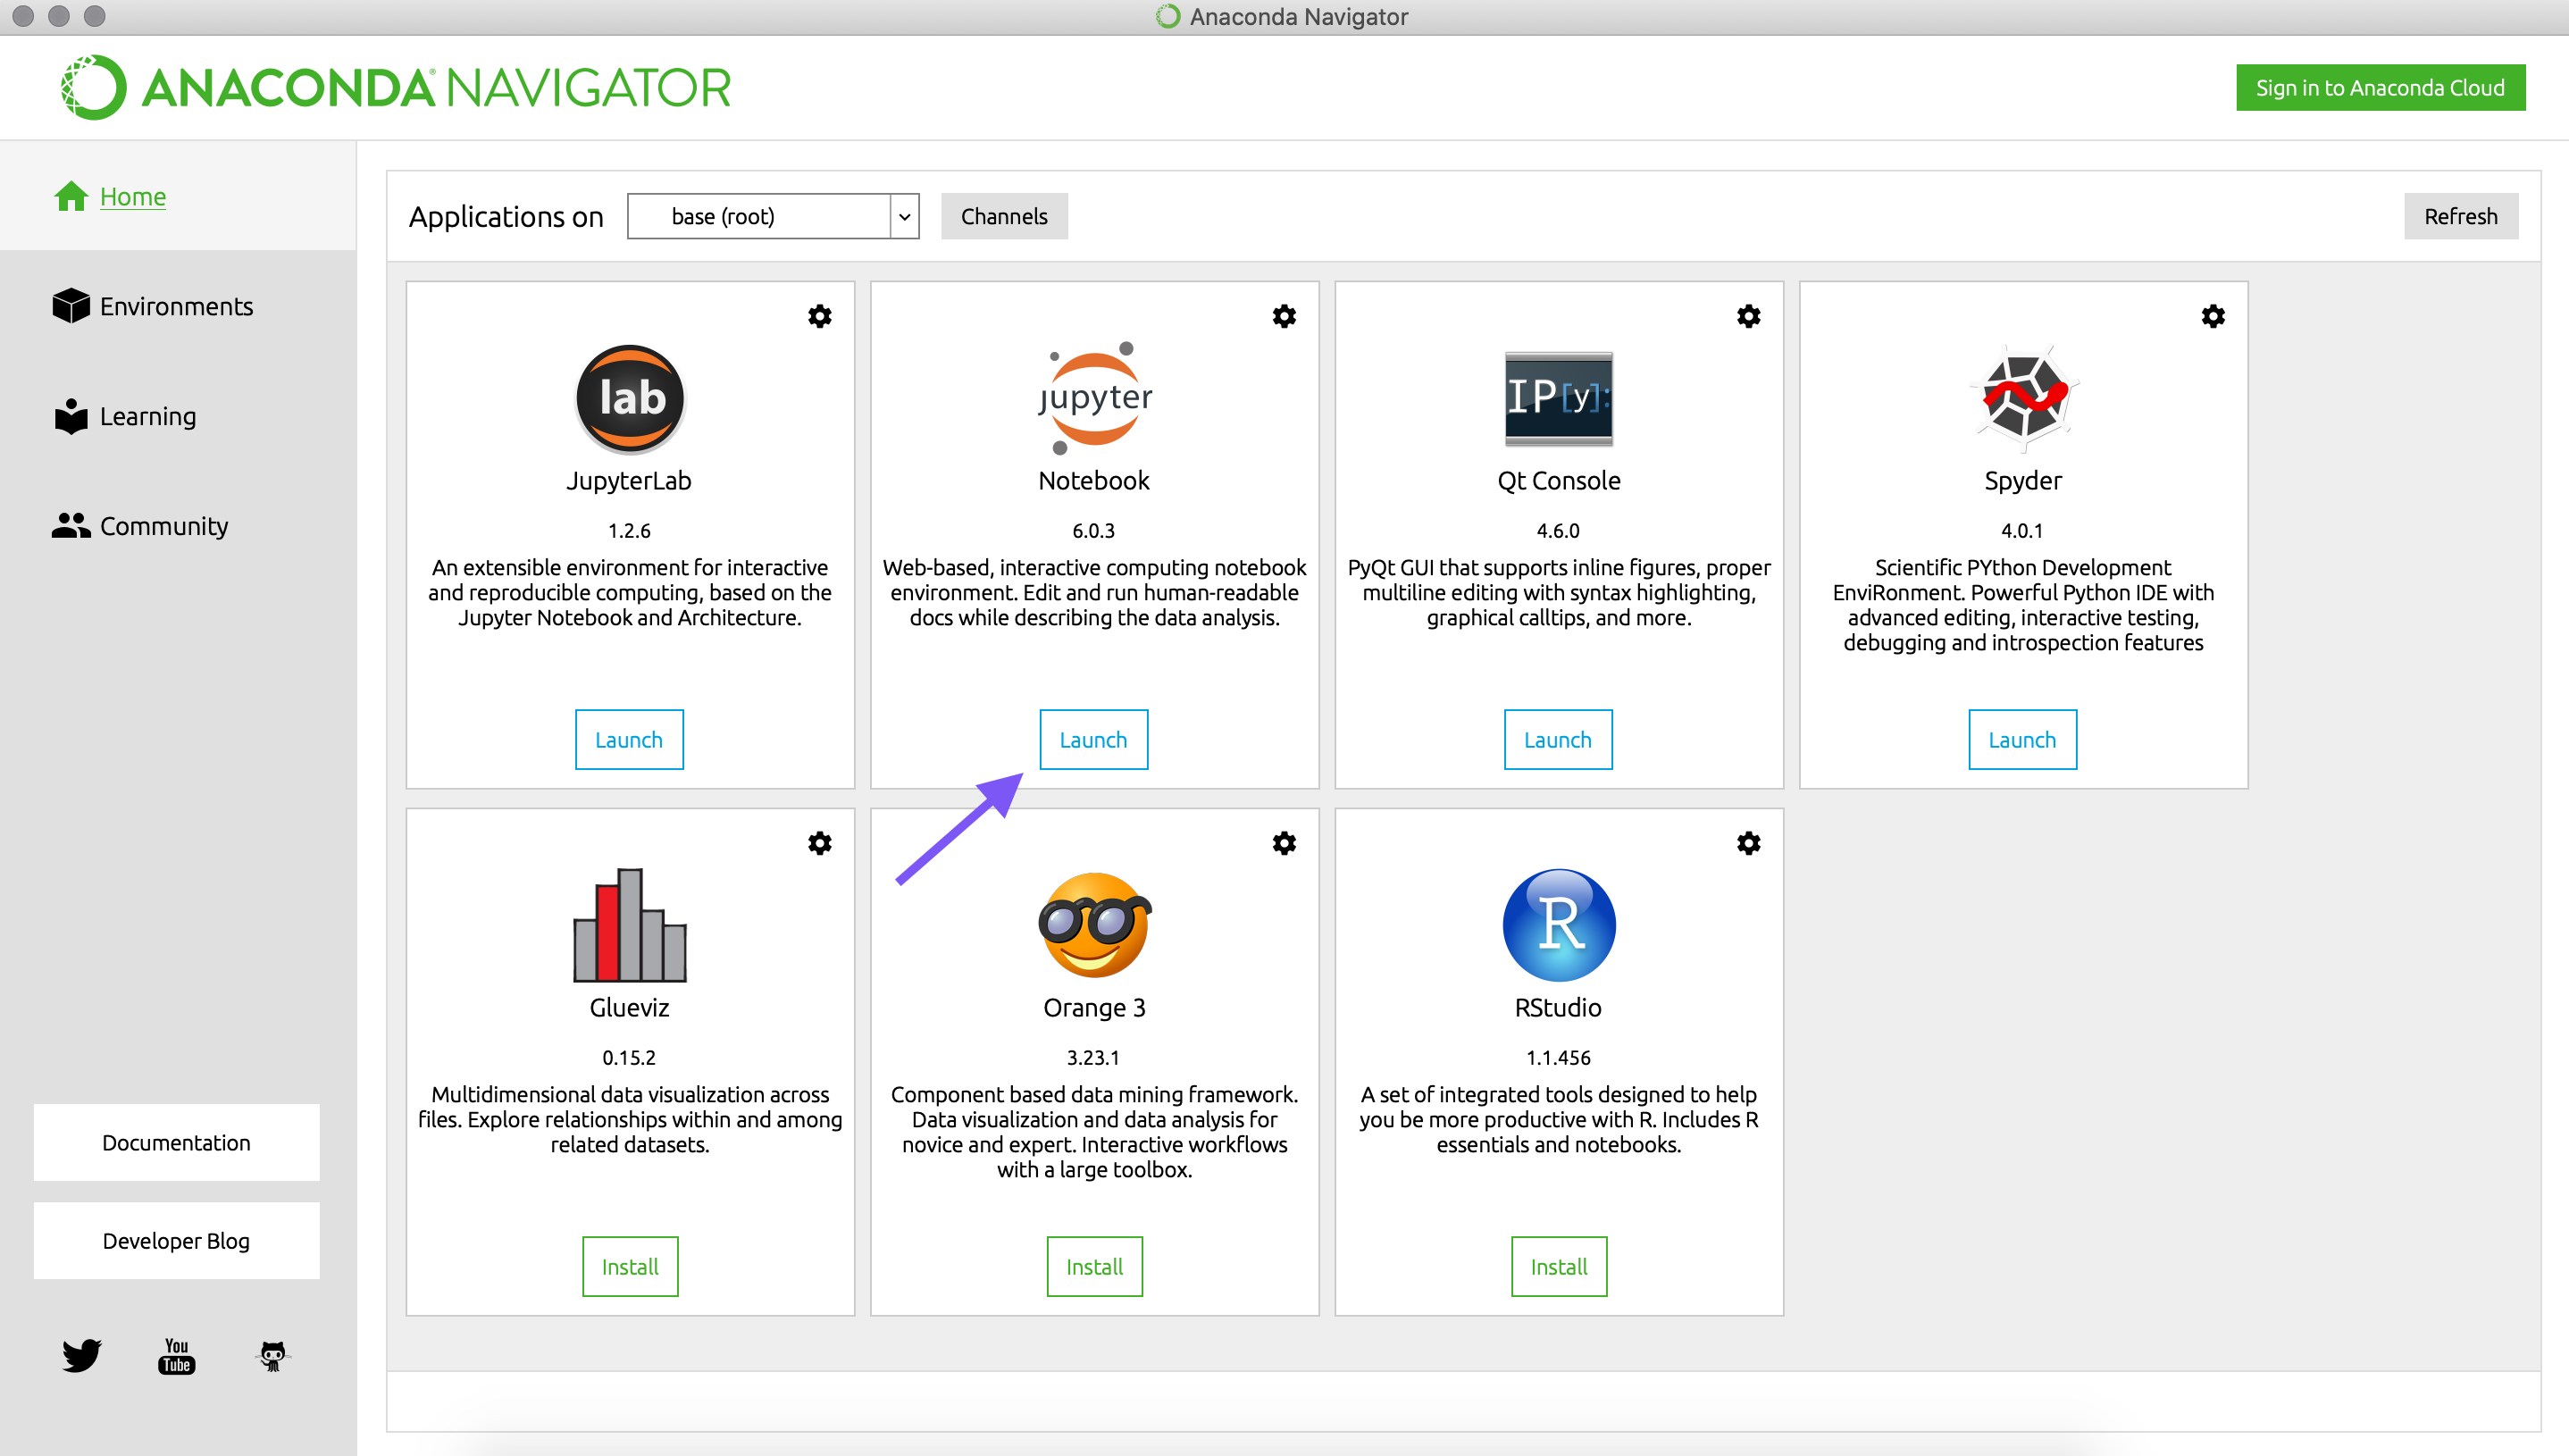 Anaconda Navigator
ANACONDA® NAVIGATOR
Sign in to Anaconda Cloud
Home
Environments
Learning
Community
Documentation
Developer Blog
You
Tube
Applications on
base (root)
Channels
Refresh
lab
JupyterLab
1.2.6
An extensible environment for interactive
and reproducible computing, based on the
Jupyter Notebook and Architecture.
Launch
jupyter
Notebook
6.0.3
Web-based, interactive computing notebook
environment. Edit and run human-readable
docs while describing the data analysis.
Launch
IP[y]:
Qt Console
4.6.0
PyQt GUI that supports inline figures, proper
multiline editing with syntax highlighting,
graphical calltips, and more.
Launch
Spyder
4.0.1
Scientific PYthon Development
EnviRonment. Powerful Python IDE with
advanced editing, interactive testing,
debugging and introspection features
Launch
Glueviz
0.15.2
Multidimensional data visualization across
files. Explore relationships within and among
related datasets.
Install
Orange 3
3.23.1
Component based data mining framework.
Data visualization and data analysis for
novice and expert. Interactive workflows
with a large toolbox.
Install
R
RStudio
1.1.456
A set of integrated tools designed to help
you be more productive with R. Includes R
essentials and notebooks.
Install